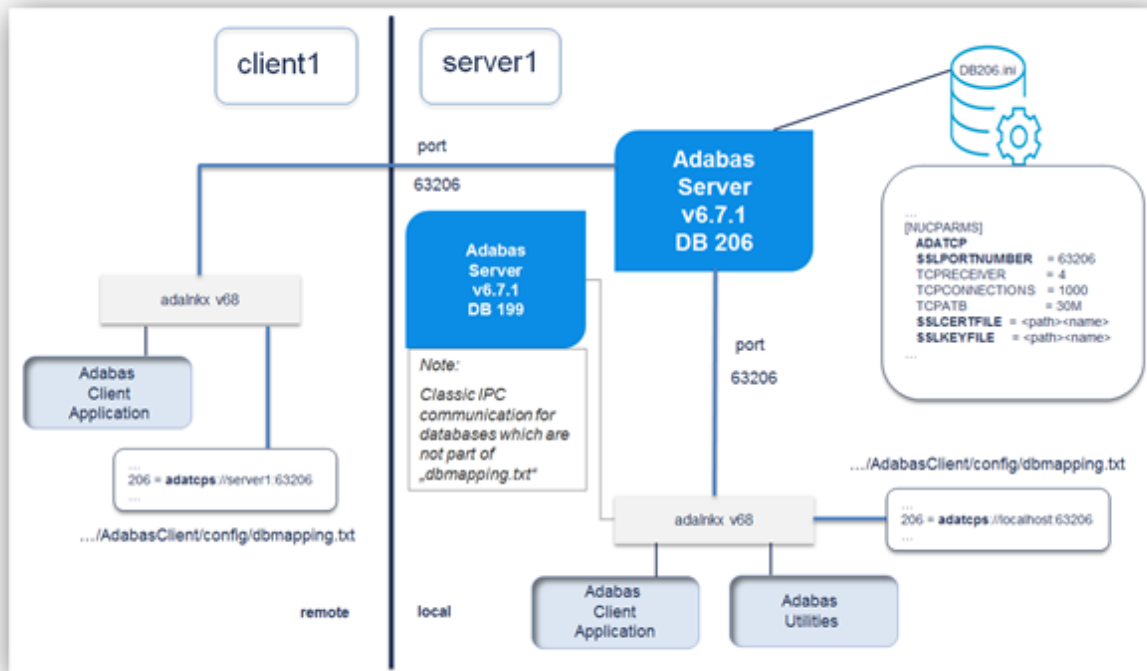 client1
server1
DB206.ini
port
63206
Adabas
Server
v6.7.1
DB 206
Adabas
Server
v6.7.1
DB 199
...
[NUCPARMS]
ADATCP
SSLPORTNUMBER = 63206
TCPRECEIVER = 4
TCPCONNECTIONS = 1000
TCPATB = 30M
SSLCERTFILE = <path><name>
SSLKEYFILE = <path><name>
...
adalnkx v68
Adabas
Client
Application
Note:
Classic IPC
communication for
databases which are
not part of
„dbmapping.txt“
port
63206
...
206 = adatcps://server1:63206
...
…/AdabasClient/config/dbmapping.txt
…/AdabasClient/config/dbmapping.txt
adalnkx v68
...
206 = adatcps://localhost:63206
...
Adabas
Client
Application
Adabas
Utilities
remote
local